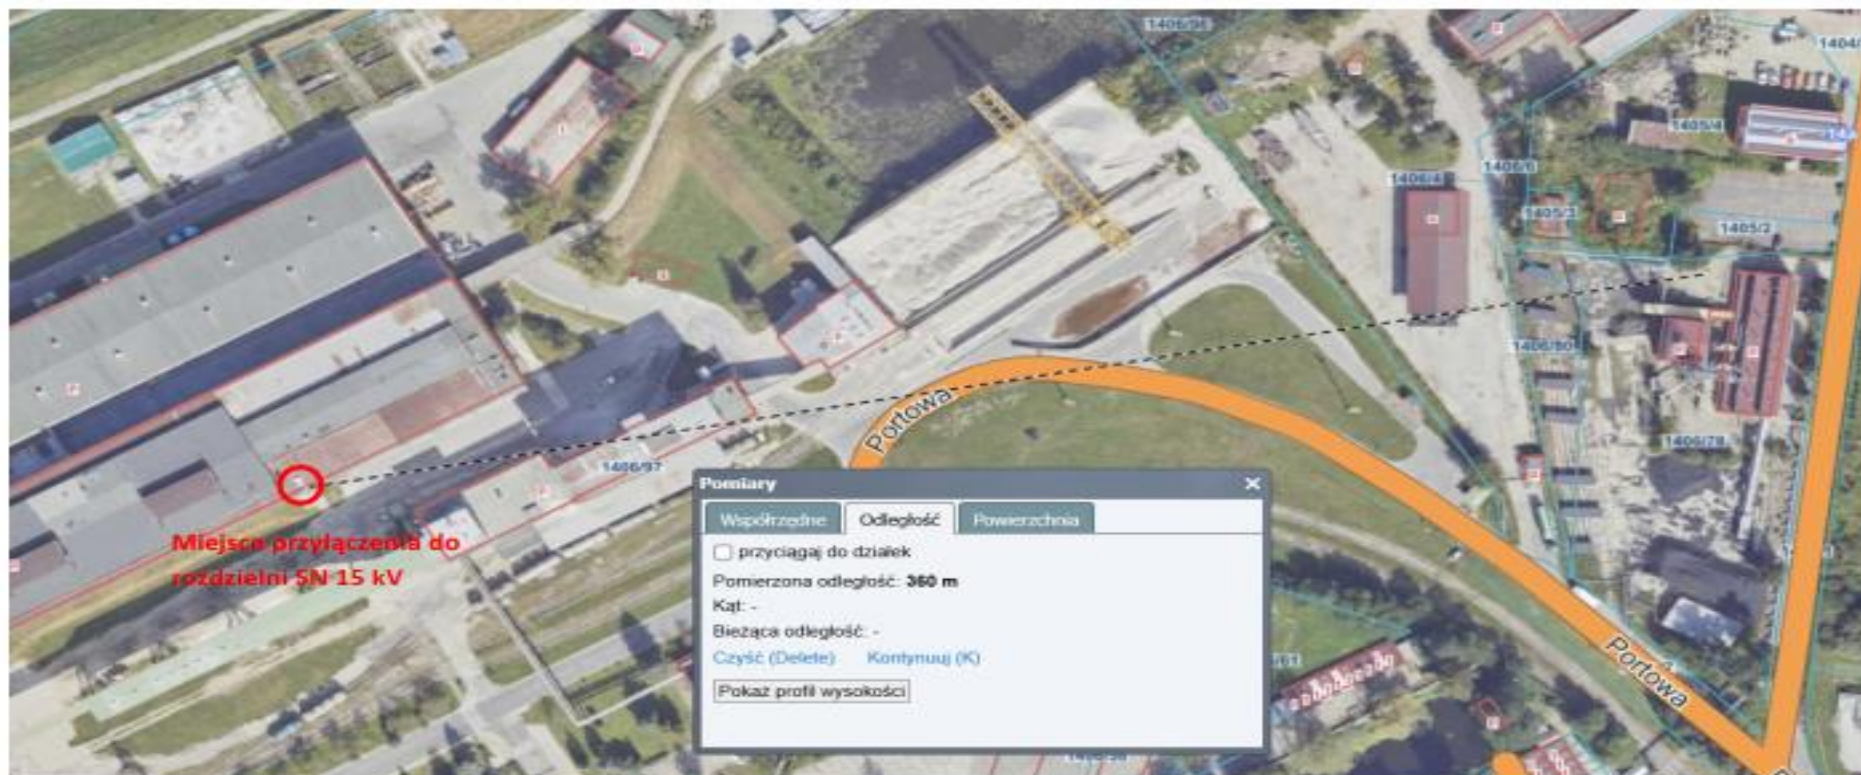 1406/94
1404/
1405/4
1406/6
1406/4
1405/3
1405/2
1406/80
Portowa
1406/97
1406/78
Miejsce przyłączenia do
rozdzielni SN 15 kV
Pomiary
Współrzędne Odległość Powierzchnia
przyciągaj do działek
Pomierzona odległość: 360 m
Kąt: -
Bieżąca odległość: -
Czyść (Delete) Kontynuuj (K)
Pokaż profil wysokości
Portowa